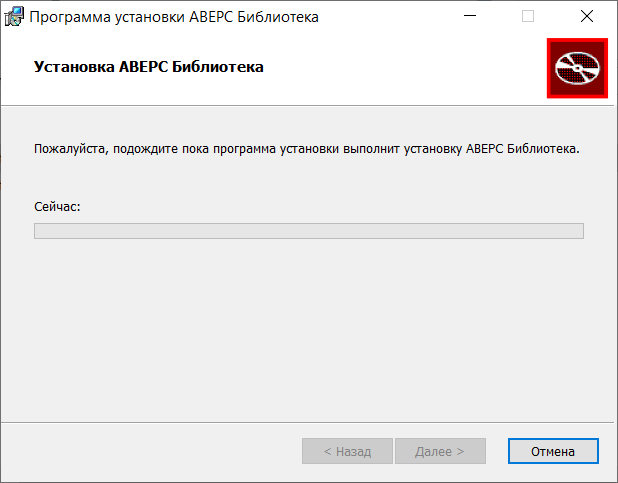 Программа установки АВЕРС Библиотека
Установка АВЕРС Библиотека
Пожалуйста, подождите пока программа установки выполнит установку АВЕРС Библиотека.
Сейчас:
< Назад
Далее >
Отмена